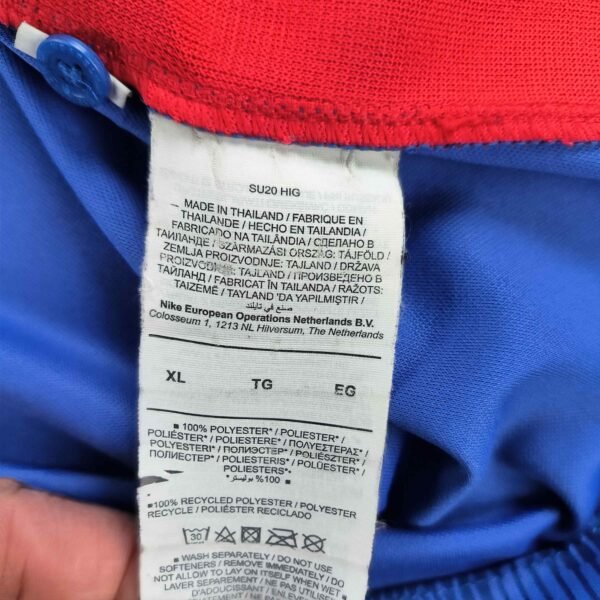 SU20 HIG
- MADE IN THAILAND / FABRIQUE EN
THAILANDE / HECHO EN TAILANDIA /
FABRICADO NA TAILÂNDIA / СДЕЛАНО В
ТАИЛАНДЕ / SZÁRMAZÁSI ORSZÁG: TÁJFÖLD /
ZEMLJA PROIZVODNJE: TAJLAND / DRŽAVA
PROIZVODNJE: TAJLAND / ПРОИЗВЕДЕНО В
ТАЙЛАНД / FABRICAT ÎN TAILANDA / RAŽOTS:
TAIZEMĒ / TAYLAND 'DA YAPILMIŞTIR /
صنع في تايلند
Nike European Operations Netherlands B.V.
Colosseum 1, 1213 NL Hilversum, The Netherlands
XL TG EG
■ 100% POLYESTER* / POLIESTER* /
POLIÉSTER* / POLIESTERE* / ΠΟΛΥΕΣΤΕΡΑΣ* /
POLYESTERI* / ПОЛИЭСТЕР* / POLIÉSZTER* /
ПОЛИЕСТЕР* / POLIESTERIS* / POLÜESTER* /
POLIESTERS* /
■ 100% بوليستر*
■100% RECYCLED POLYESTER / POLYESTER
RECYCLE / POLIÉSTER RECICLADO
30
■ WASH SEPARATELY / DO NOT USE
SOFTENERS / REMOVE IMMEDIATELY / DO
NOT ALLOW TO LAY ON ITSELF WHEN WET /
LAVER SEPAREMENT / NE PAS UTILISER
D'ADOUCISSANT / ENLEVER